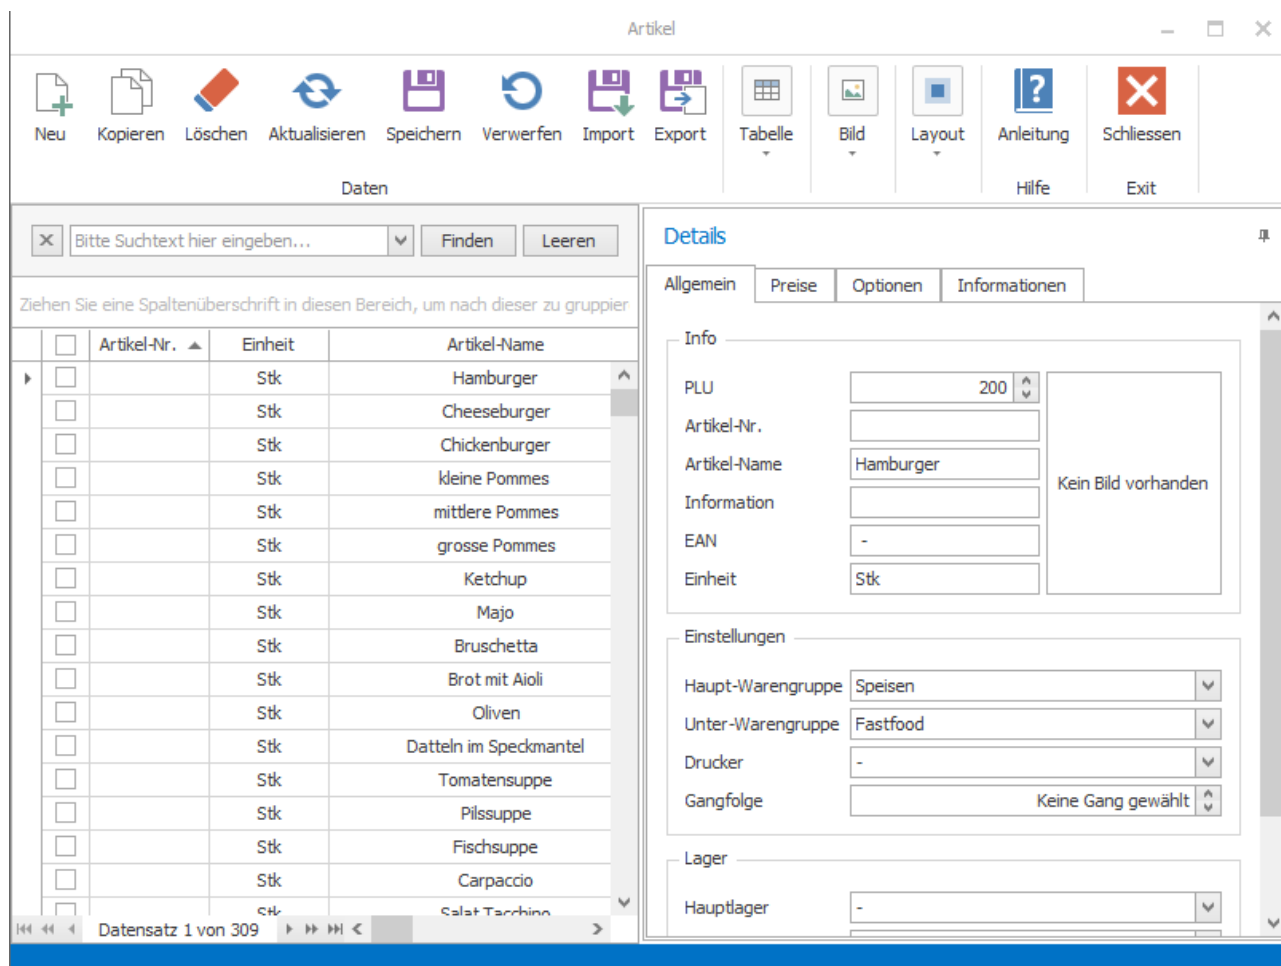 Artikel
Neu Kopieren Löschen Aktualisieren Speichern Verwerfen Import Export Tabelle Bild Layout Anleitung Schliessen
Daten Hilfe Exit
Bitte Suchtext hier eingeben... Finden Leeren
Ziehen Sie eine Spaltenüberschrift in diesen Bereich, um nach dieser zu gruppier
Artikel-Nr. Einheit Artikel-Name
Stk Hamburger
Stk Cheeseburger
Stk Chickenburger
Stk kleine Pommes
Stk mittlere Pommes
Stk grosse Pommes
Stk Ketchup
Stk Majo
Stk Bruschetta
Stk Brot mit Aioli
Stk Oliven
Stk Datteln im Speckmantel
Stk Tomatensuppe
Stk Pilssuppe
Stk Fischsuppe
Stk Carpaccio
Stk Salat Tacchino
Datensatz 1 von 309
Details
Allgemein Preise Optionen Informationen
Info
PLU 200
Artikel-Nr.
Artikel-Name Hamburger
Information
EAN -
Einheit Stk
Kein Bild vorhanden
Einstellungen
Haupt-Warengruppe Speisen
Unter-Warengruppe Fastfood
Drucker -
Gangfolge Keine Gang gewählt
Lager
Hauptlager -